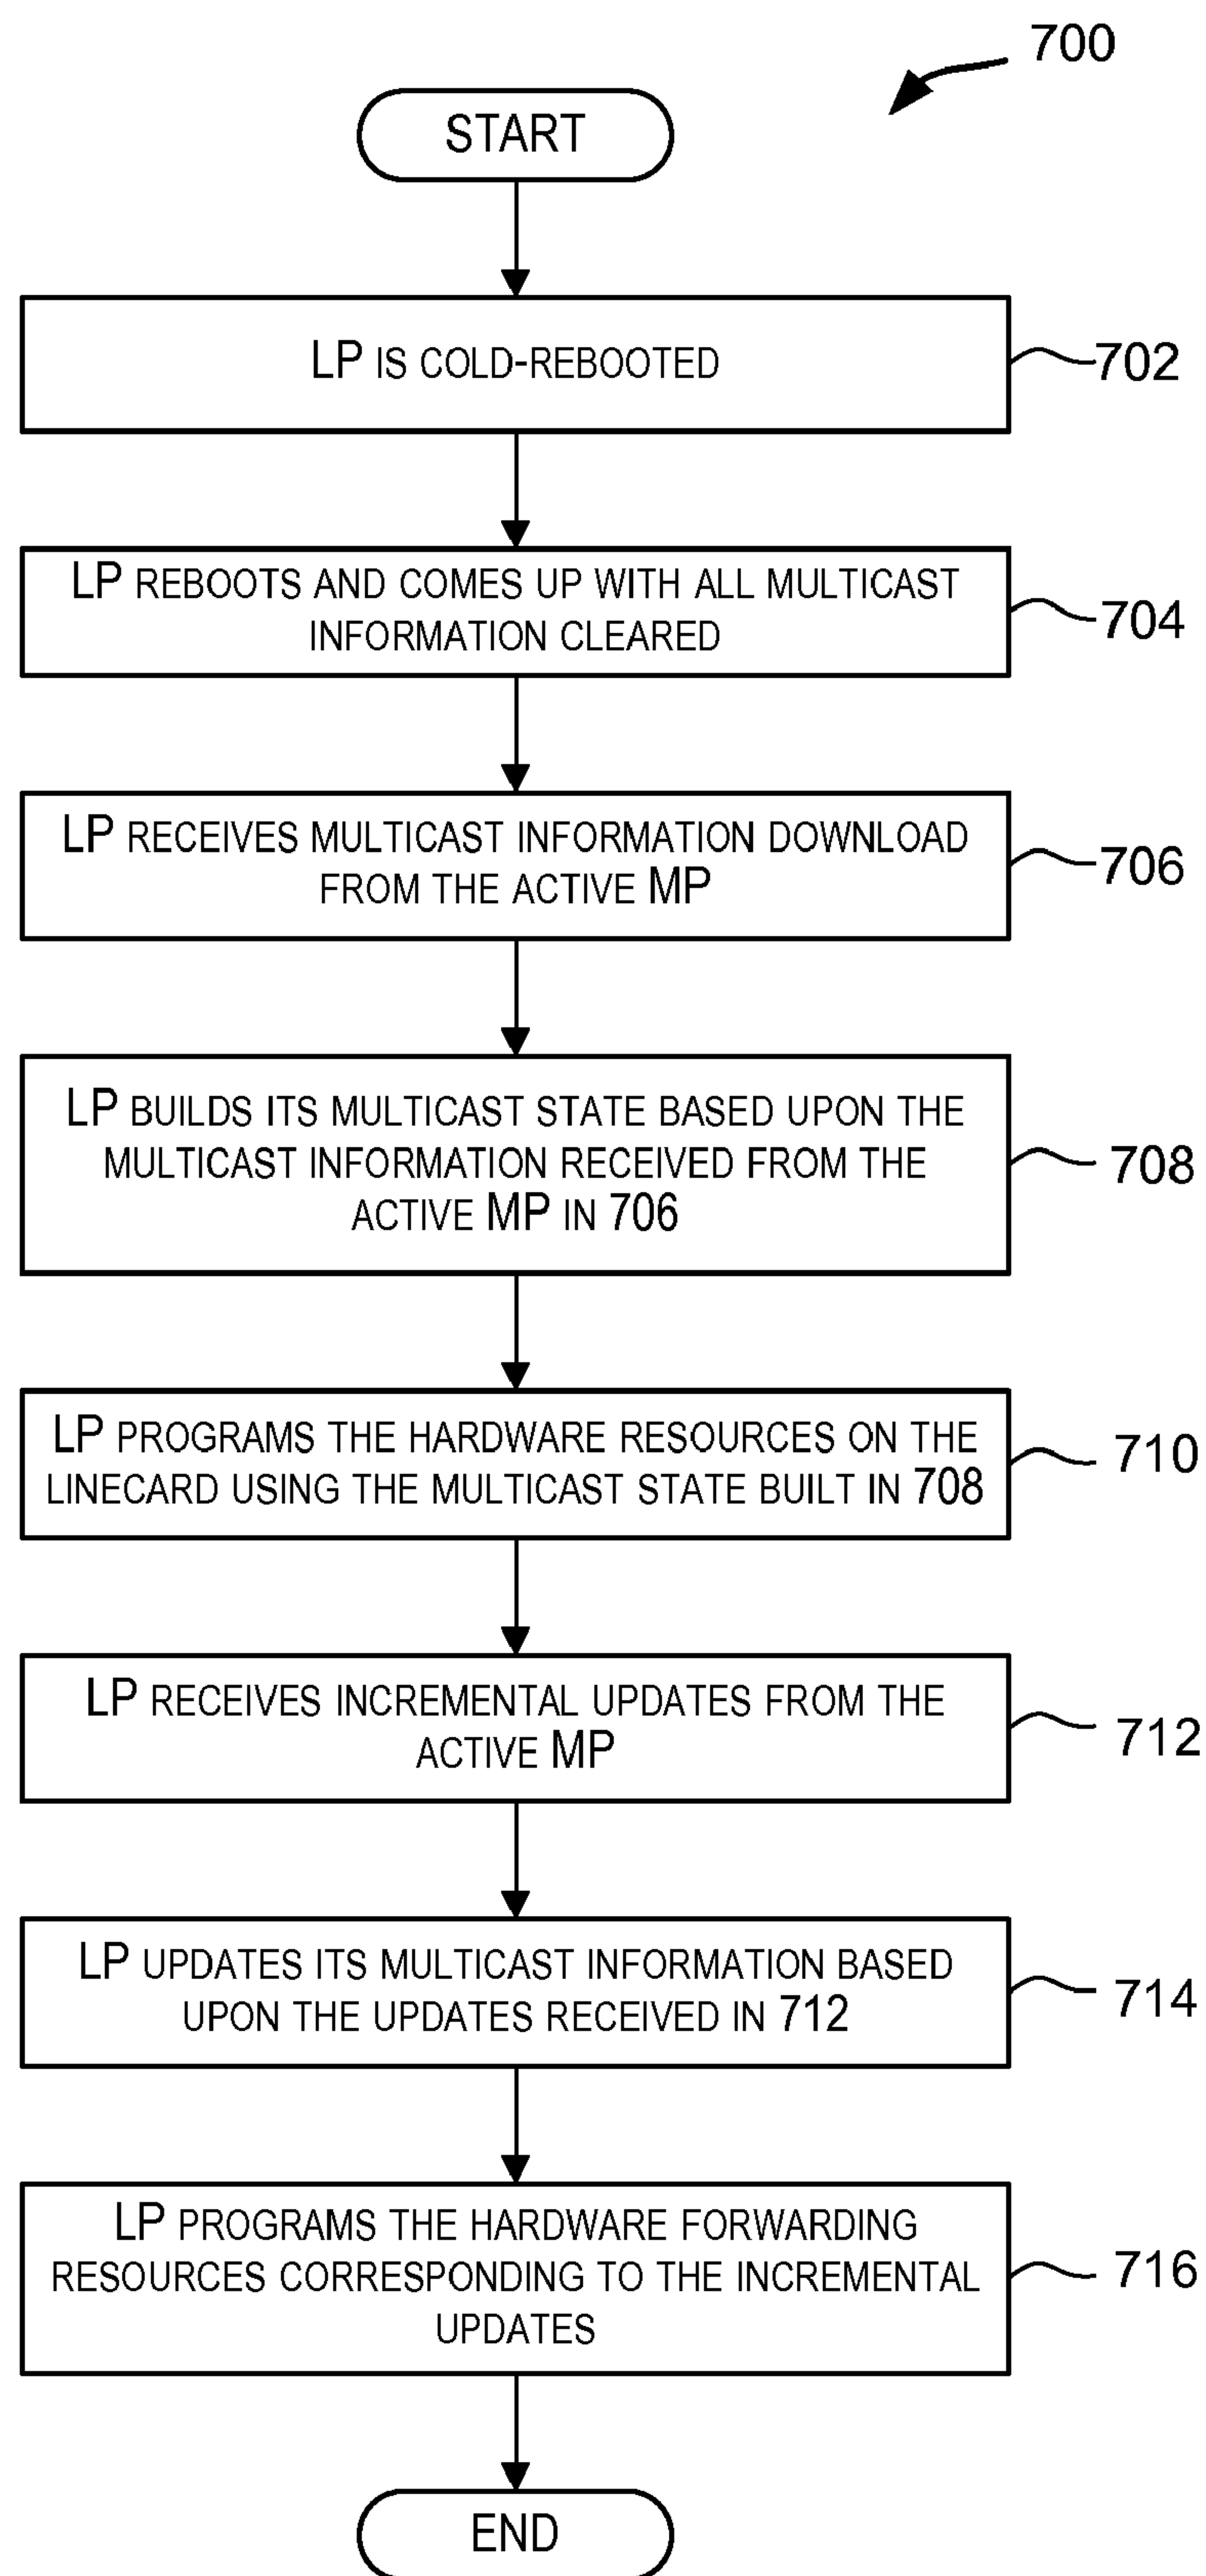 700
START
LP IS COLD-REBOOTED
702
LP REBOOTS AND COMES UP WITH ALL MULTICAST
INFORMATION CLEARED
704
LP RECEIVES MULTICAST INFORMATION DOWNLOAD
FROM THE ACTIVE MP
706
LP BUILDS ITS MULTICAST STATE BASED UPON THE
MULTICAST INFORMATION RECEIVED FROM THE
ACTIVE MP IN 706
708
LP PROGRAMS THE HARDWARE RESOURCES ON THE
LINECARD USING THE MULTICAST STATE BUILT IN 708
710
LP RECEIVES INCREMENTAL UPDATES FROM THE
ACTIVE MP
712
LP UPDATES ITS MULTICAST INFORMATION BASED
UPON THE UPDATES RECEIVED IN 712
714
LP PROGRAMS THE HARDWARE FORWARDING
RESOURCES CORRESPONDING TO THE INCREMENTAL
UPDATES
716
END